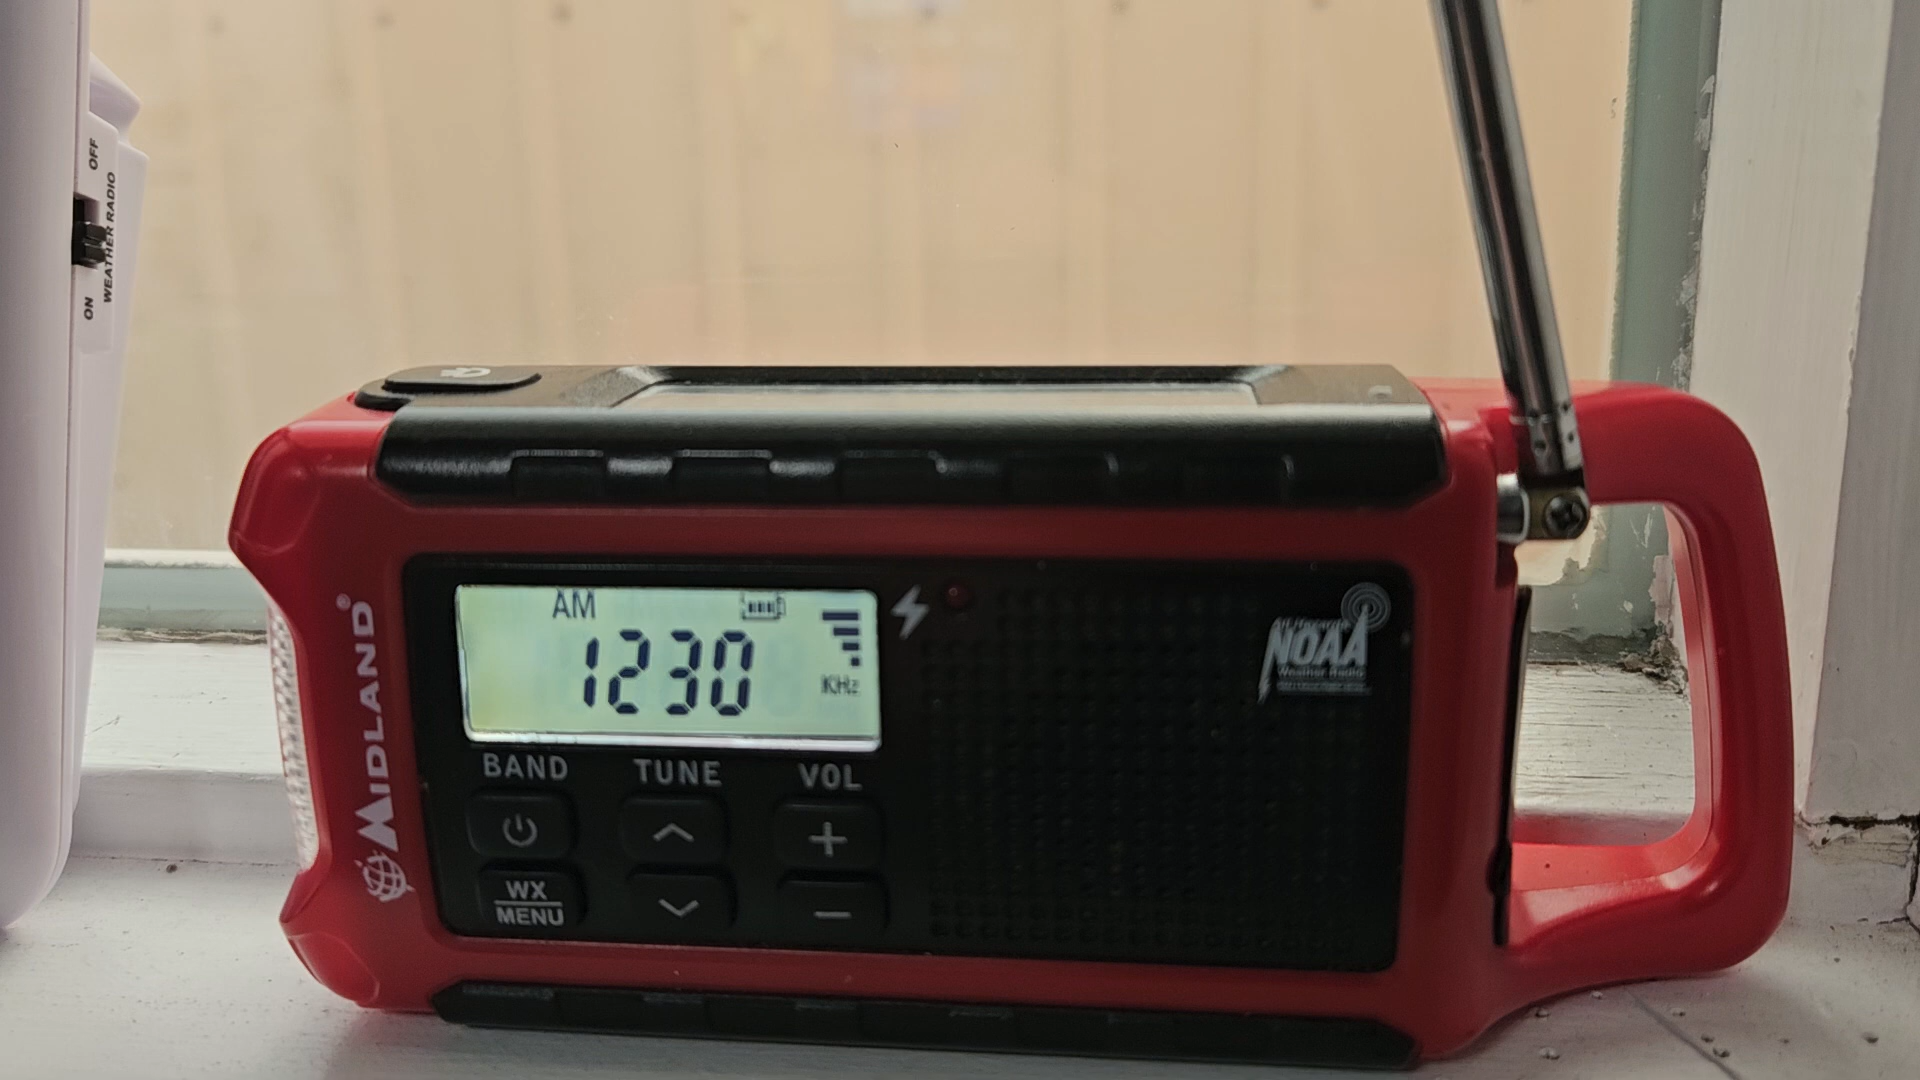 OFF
WEATHER RADIO
ON
MIDLAND®
AM
1230
KHz
BAND
TUNE
VOL
WX
MENU
NOAA
Weather Radio